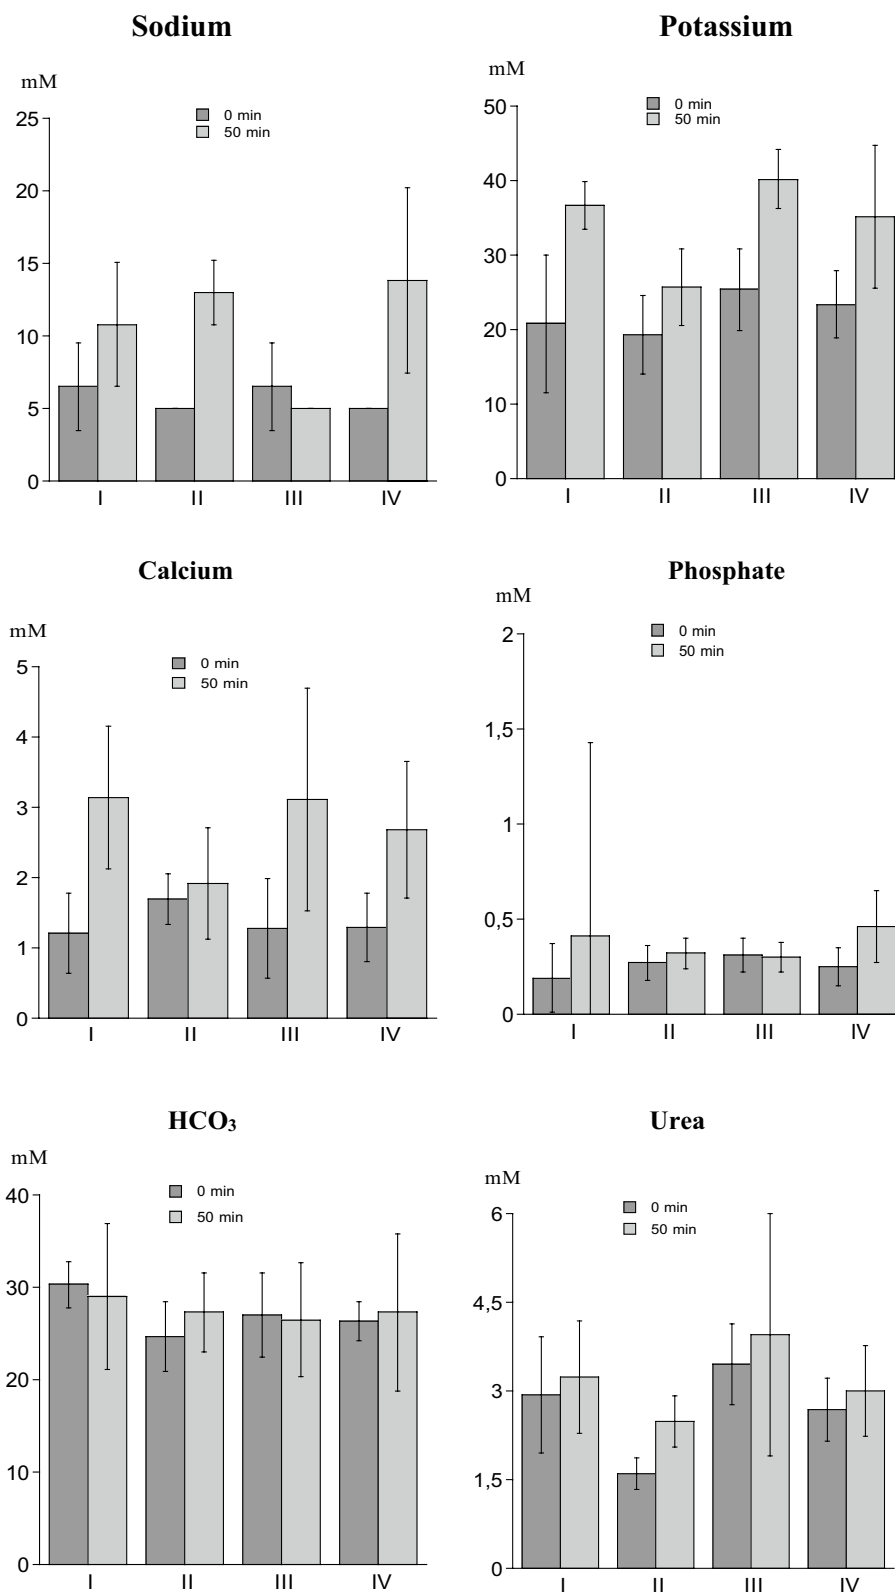 Sodium
mM
0 min
50 min
25
20
15
10
5
0
I II III IV
Potassium
mM
0 min
50 min
50
40
30
20
10
0
I II III IV
Calcium
mM
0 min
50 min
5
4
3
2
1
0
I II III IV
Phosphate
mM
0 min
50 min
2
1,5
1
0,5
0
I II III IV
HCO₃
mM
0 min
50 min
40
30
20
10
0
I II III IV
Urea
mM
0 min
50 min
6
4,5
3
1,5
0
I II III IV